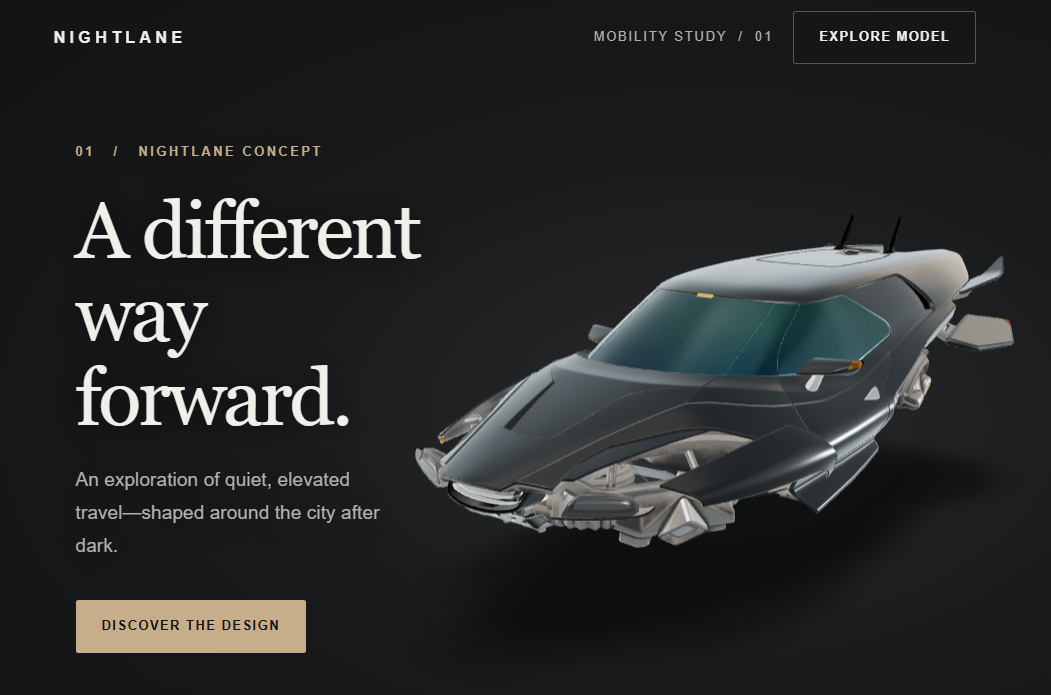 NIGHTLANE
MOBILITY STUDY / 01
EXPLORE MODEL
01 / NIGHTLANE CONCEPT
A different
way
forward.
An exploration of quiet, elevated
travel—shaped around the city after
dark.
DISCOVER THE DESIGN